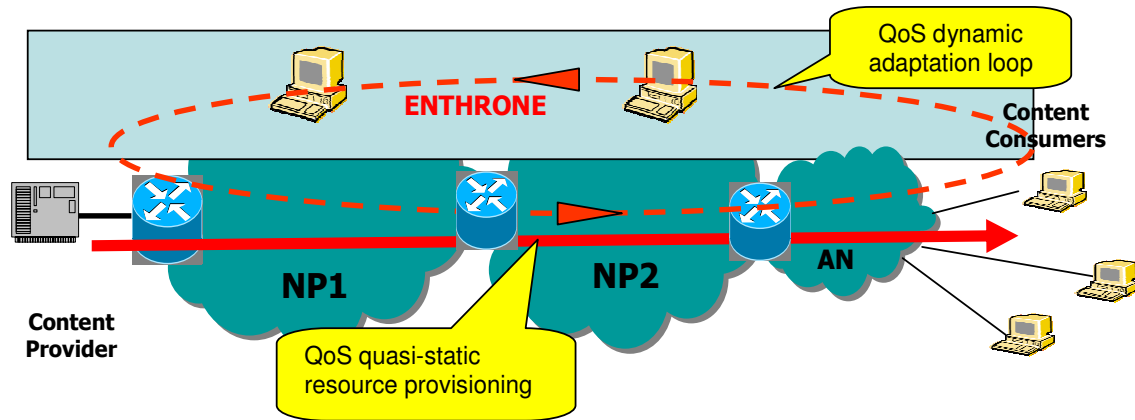 QoS dynamic
adaptation loop
ENTHRONE
Content
Consumers
NP1
NP2
AN
Content
Provider
QoS quasi-static
resource provisioning